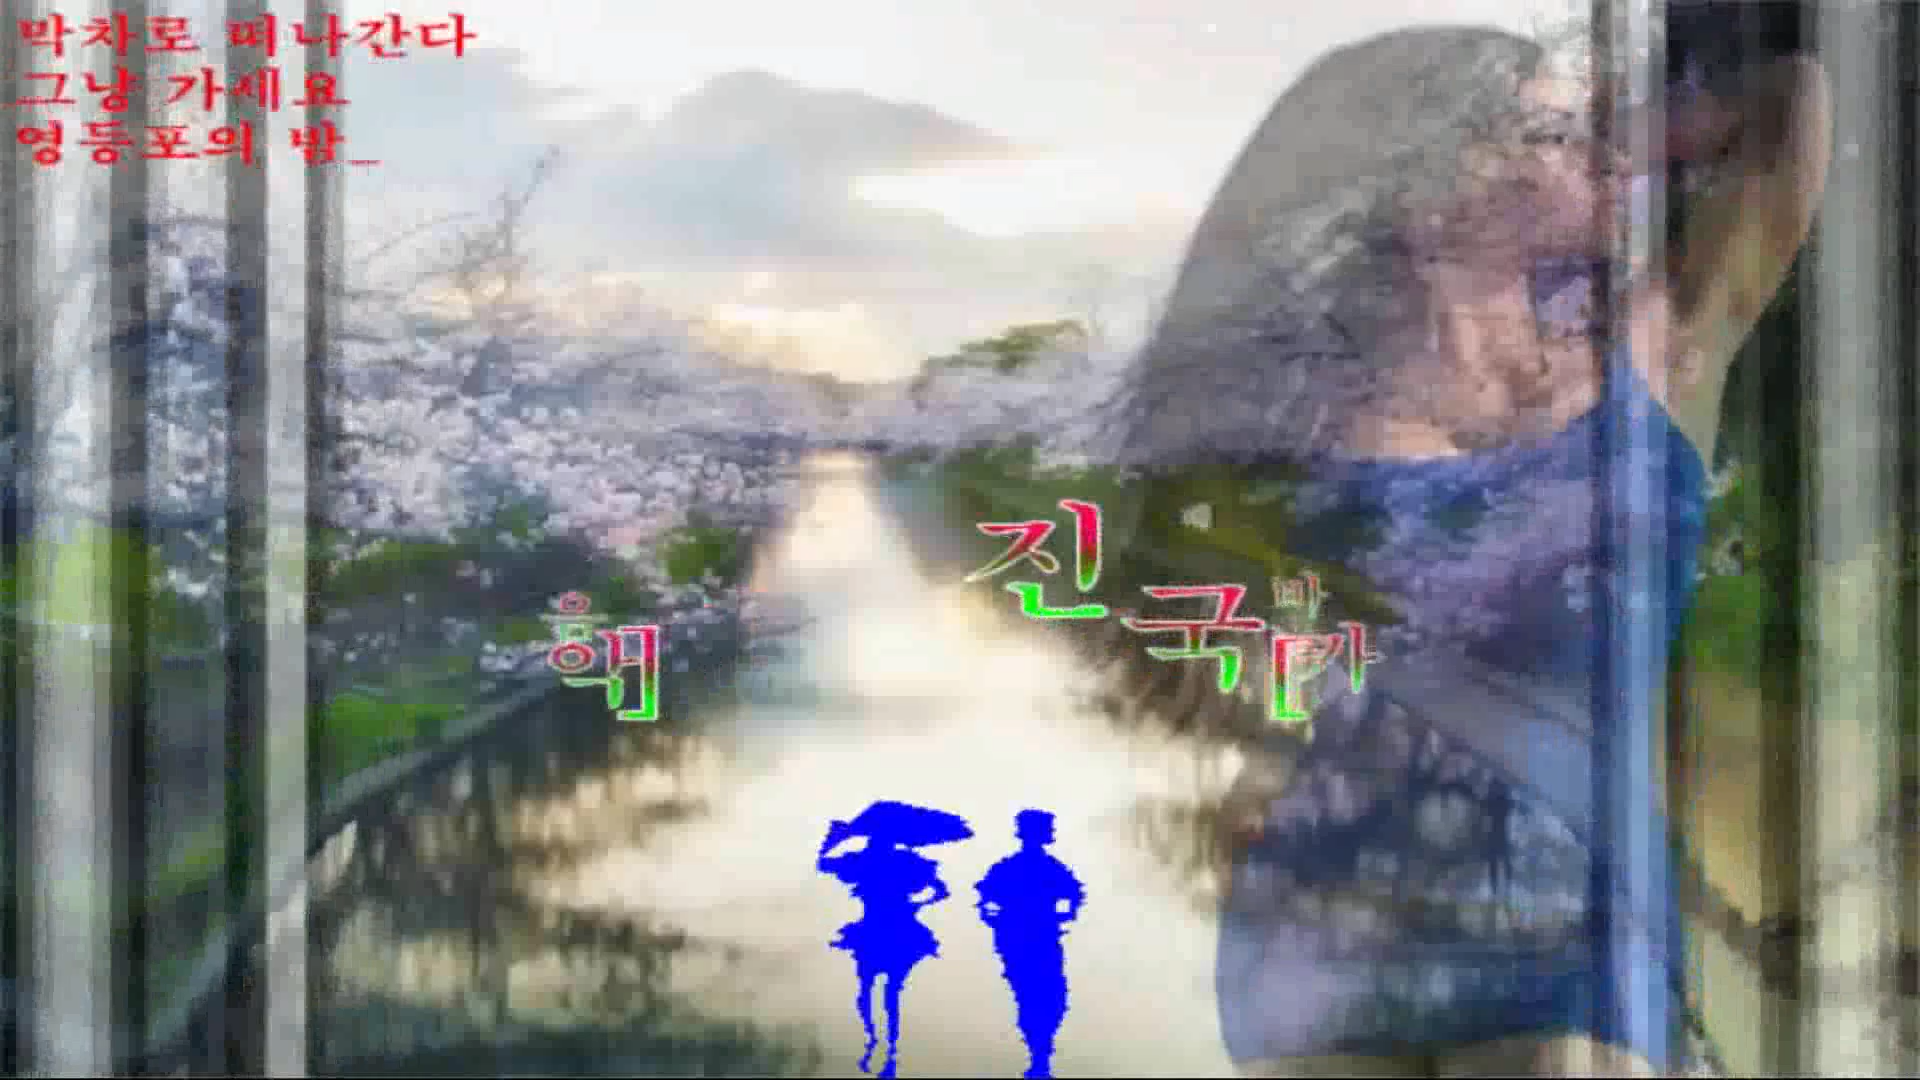 막차로 떠나간다
그냥 가세요
영등포의 밤_
진국